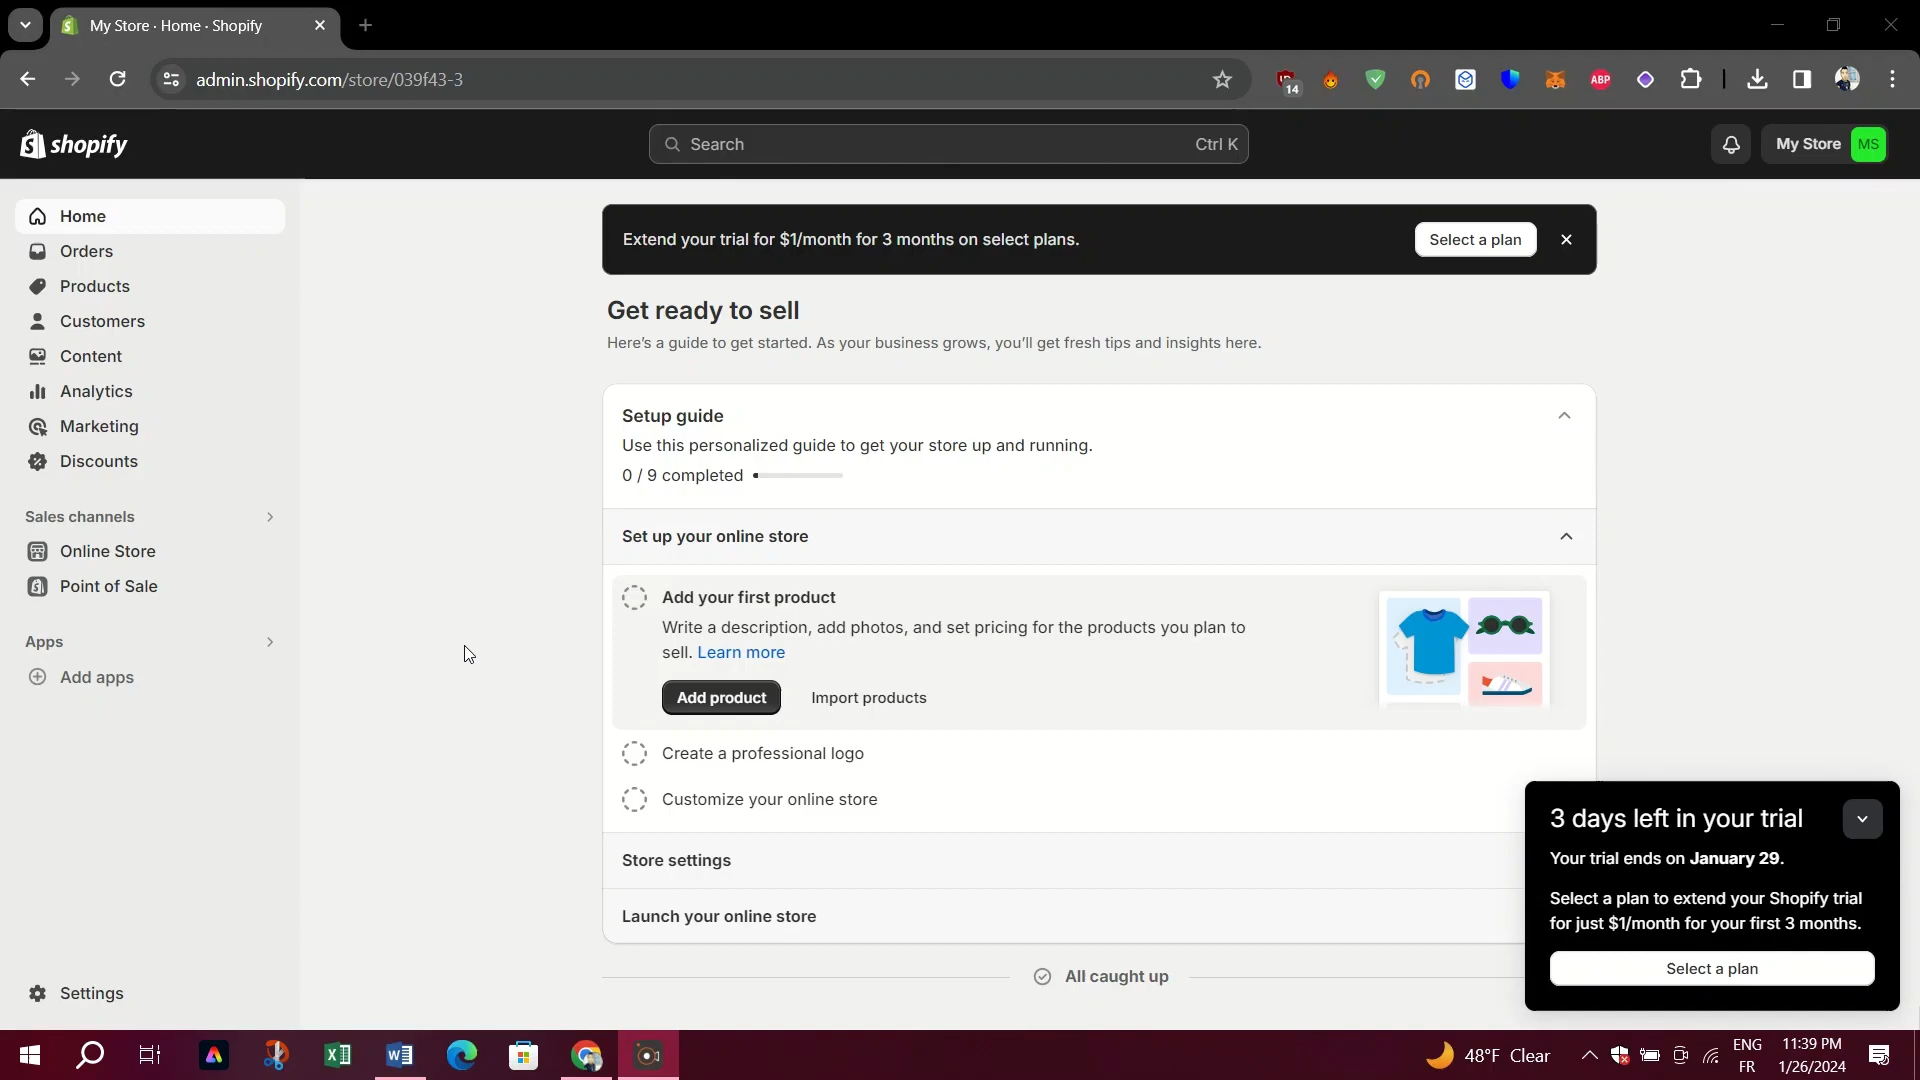 My Store · Home · Shopify
admin.shopify.com/store/039f43-3
14
ABP
shopify
Search
Ctrl K
My Store
MS
Home
Orders
Products
Customers
Content
Analytics
Marketing
Discounts
Sales channels
Online Store
Point of Sale
Apps
Add apps
Settings
Extend your trial for $1/month for 3 months on select plans.
Select a plan
Get ready to sell
Here's a guide to get started. As your business grows, you'll get fresh tips and insights here.
Setup guide
Use this personalized guide to get your store up and running.
0 / 9 completed
Set up your online store
Add your first product
Write a description, add photos, and set pricing for the products you plan to
sell. Learn more
Add product
Import products
Create a professional logo
Customize your online store
Store settings
Launch your online store
All caught up
3 days left in your trial
Your trial ends on January 29.
Select a plan to extend your Shopify trial
for just $1/month for your first 3 months.
Select a plan
48°F Clear
ENG
FR
11:39 PM
1/26/2024